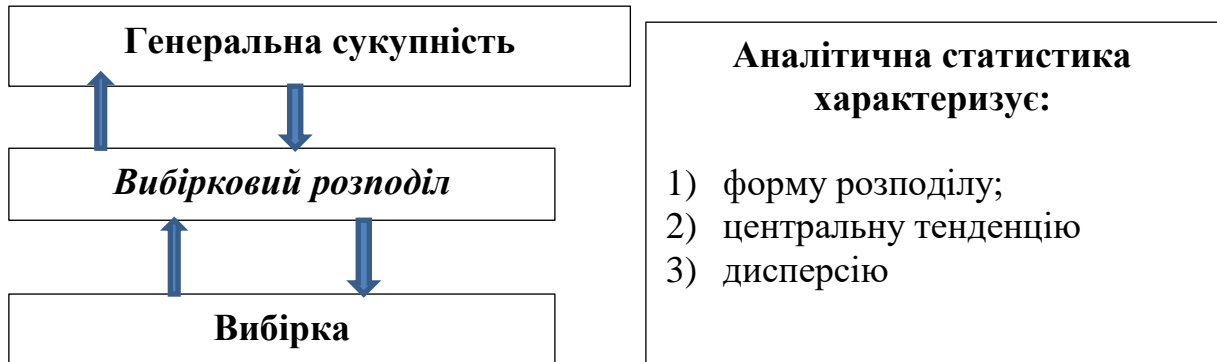 Генеральна сукупність
Вибірковий розподіл
Вибірка
Аналітична статистика
характеризує:
1) форму розподілу;
2) центральну тенденцію
3) дисперсію